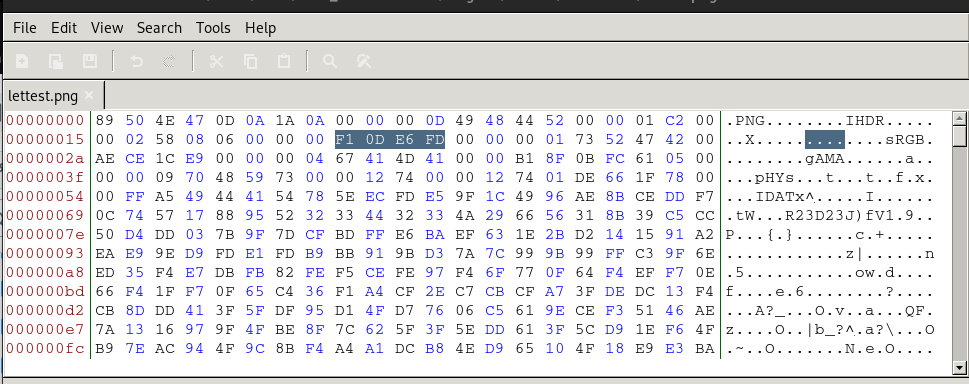 File Edit View Search Tools Help
lettest.png
00000000 89 50 4E 47 0D 0A 1A 0A 00 00 00 0D 49 48 44 52 00 00 01 C2 00 .PNG........IHDR.....
00000015 00 02 58 08 06 00 00 00 F1 0D E6 FD 00 00 00 01 73 52 47 42 00 ..X.............sRGB.
0000002a AE CE 1C E9 00 00 00 04 67 41 4D 41 00 00 B1 8F 0B FC 61 05 00 ........gAMA......a..
0000003f 00 00 09 70 48 59 73 00 00 12 74 00 00 12 74 01 DE 66 1F 78 00 ...pHYs...t...t..f.x.
00000054 00 FF A5 49 44 41 54 78 5E EC FD E5 9F 1C 49 96 AE 8B CE DD F7 ...IDATx^.....I......
00000069 0C 74 57 17 88 95 52 32 33 44 32 33 4A 29 66 56 31 8B 39 C5 CC .tW...R23D23J)fV1.9..
0000007e 50 D4 DD 03 7B 9F 7D CF BD FF E6 BA EF 63 1E 2B D2 14 15 91 A2 P...{.}......c.+.....
00000093 EA E9 9E D9 FD E1 FD B9 BB 91 9B D3 7A 7C 99 9B 99 FF C3 9F 6E ............z|......n
000000a8 ED 35 F4 E7 DB FB 82 FE F5 CE FE 97 F4 6F 77 0F 64 F4 EF F7 0E .5...........ow.d....
000000bd 66 F4 1F F7 0F 65 C4 36 F1 A4 CF 2E C7 CB CF A7 3F DE DC 13 F4 f....e.6........?....
000000d2 CB 8D DD 41 3F 5F DF 95 D1 4F D7 76 06 C5 61 9E CE F3 51 46 AE ...A?_...O.v..a...QF.
000000e7 7A 13 16 97 9F 4F BE 8F 7C 62 5F 3F 5E DD 61 3F 5C D9 1E F6 4F z....O..|b_?^.a?\...O
000000fc B9 7E AC 94 4F 9C 8B F4 A4 A1 DC B8 4E D9 65 10 4F 18 E9 E3 BA .~..O.......N.e.O....